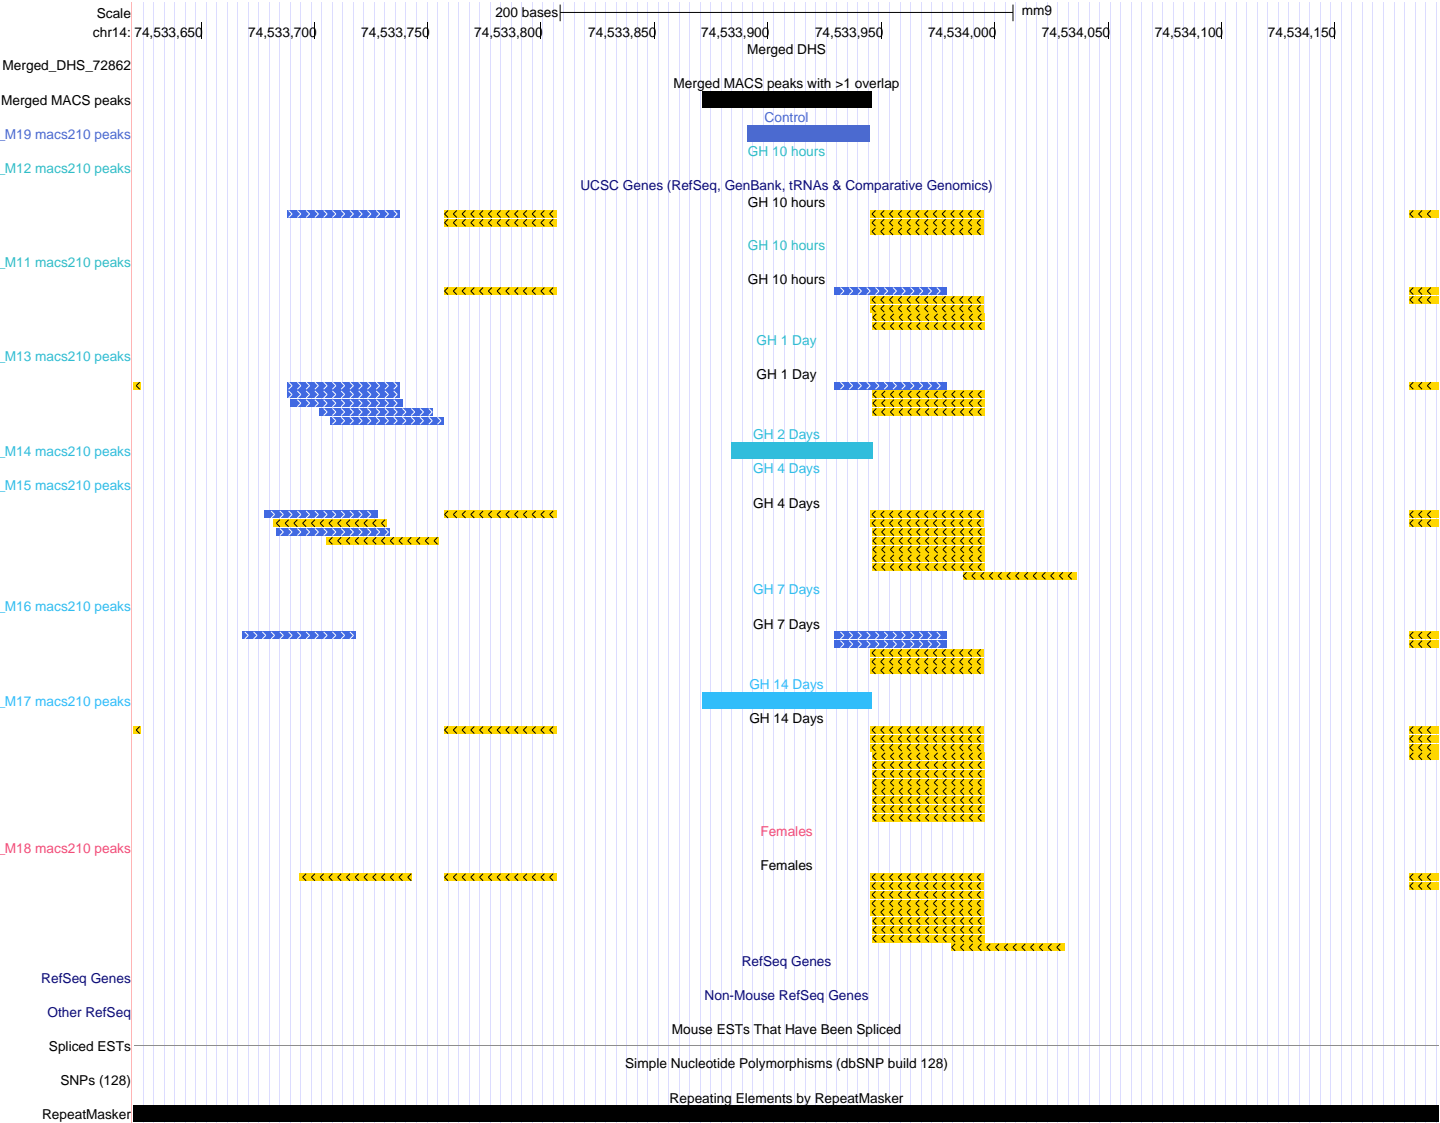 Scale 200 bases mm9
chr14: 74,533,650 74,533,700 74,533,750 74,533,800 74,533,850 74,533,900 74,533,950 74,534,000 74,534,050 74,534,100 74,534,150
Merged DHS
Merged_DHS_72862
Merged MACS peaks with >1 overlap
Merged MACS peaks
Control
_M19 macs210 peaks
GH 10 hours
_M12 macs210 peaks
UCSC Genes (RefSeq, GenBank, tRNAs & Comparative Genomics)
GH 10 hours
GH 10 hours
_M11 macs210 peaks
GH 10 hours
GH 1 Day
_M13 macs210 peaks
GH 1 Day
GH 2 Days
_M14 macs210 peaks
GH 4 Days
_M15 macs210 peaks
GH 4 Days
GH 7 Days
_M16 macs210 peaks
GH 7 Days
GH 14 Days
_M17 macs210 peaks
GH 14 Days
Females
_M18 macs210 peaks
Females
RefSeq Genes
RefSeq Genes
Non-Mouse RefSeq Genes
Other RefSeq
Mouse ESTs That Have Been Spliced
Spliced ESTs
Simple Nucleotide Polymorphisms (dbSNP build 128)
SNPs (128)
Repeating Elements by RepeatMasker
RepeatMasker